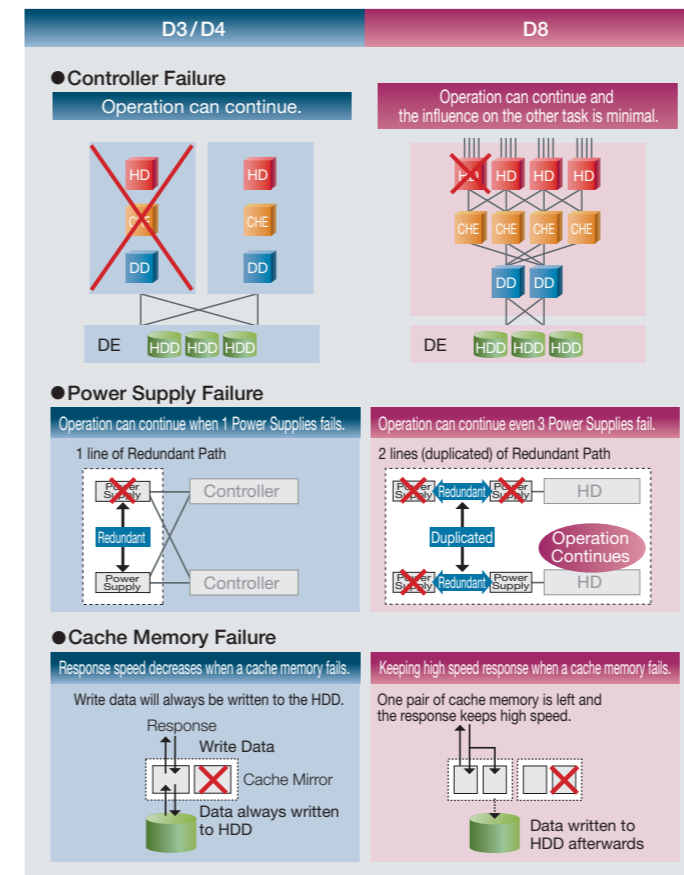 D3/D4
D8
●Controller Failure
Operation can continue.
Operation can continue and
the influence on the other task is minimal.
HD
HD
CHE
CHE
DD
DD
DE
HDD HDD HDD
HD HD HD HD
CHE CHE CHE CHE
DD DD
DE
HDD HDD HDD
●Power Supply Failure
Operation can continue when 1 Power Supplies fails.
Operation can continue even 3 Power Supplies fail.
1 line of Redundant Path
Power
Supply
Controller
Redundant
Power
Supply
Controller
2 lines (duplicated) of Redundant Path
Power
Supply
Redundant
Power
Supply
HD
Duplicated
Operation
Continues
Power
Supply
Redundant
Power
Supply
HD
●Cache Memory Failure
Response speed decreases when a cache memory fails.
Keeping high speed response when a cache memory fails.
Write data will always be written to the HDD.
Response
Write Data
Cache Mirror
Data always written
to HDD
One pair of cache memory is left and
the response keeps high speed.
Data written to
HDD afterwards